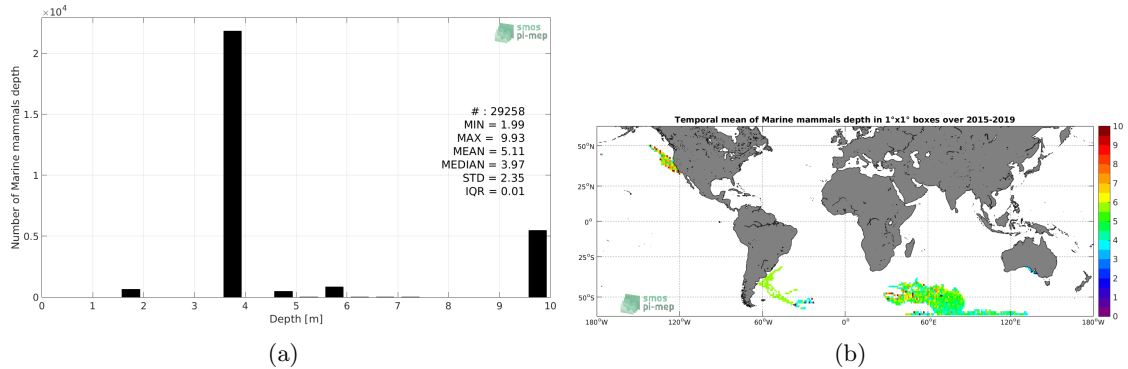 ×10⁴
smos
pi-mep
Number of Marine mammals depth
2
1.5
1
0.5
0
# : 29258
MIN = 1.99
MAX = 9.93
MEAN = 5.11
MEDIAN = 3.97
STD = 2.35
IQR = 0.01
0 1 2 3 4 5 6 7 8 9 10
Depth [m]
(a)
Temporal mean of Marine mammals depth in 1°x1° boxes over 2015-2019
50°N
25°N
0°
25°S
50°S
smos
pi-mep
180°W 120°W 60°W 0° 60°E 120°E 180°W
10
9
8
7
6
5
4
3
2
1
0
(b)